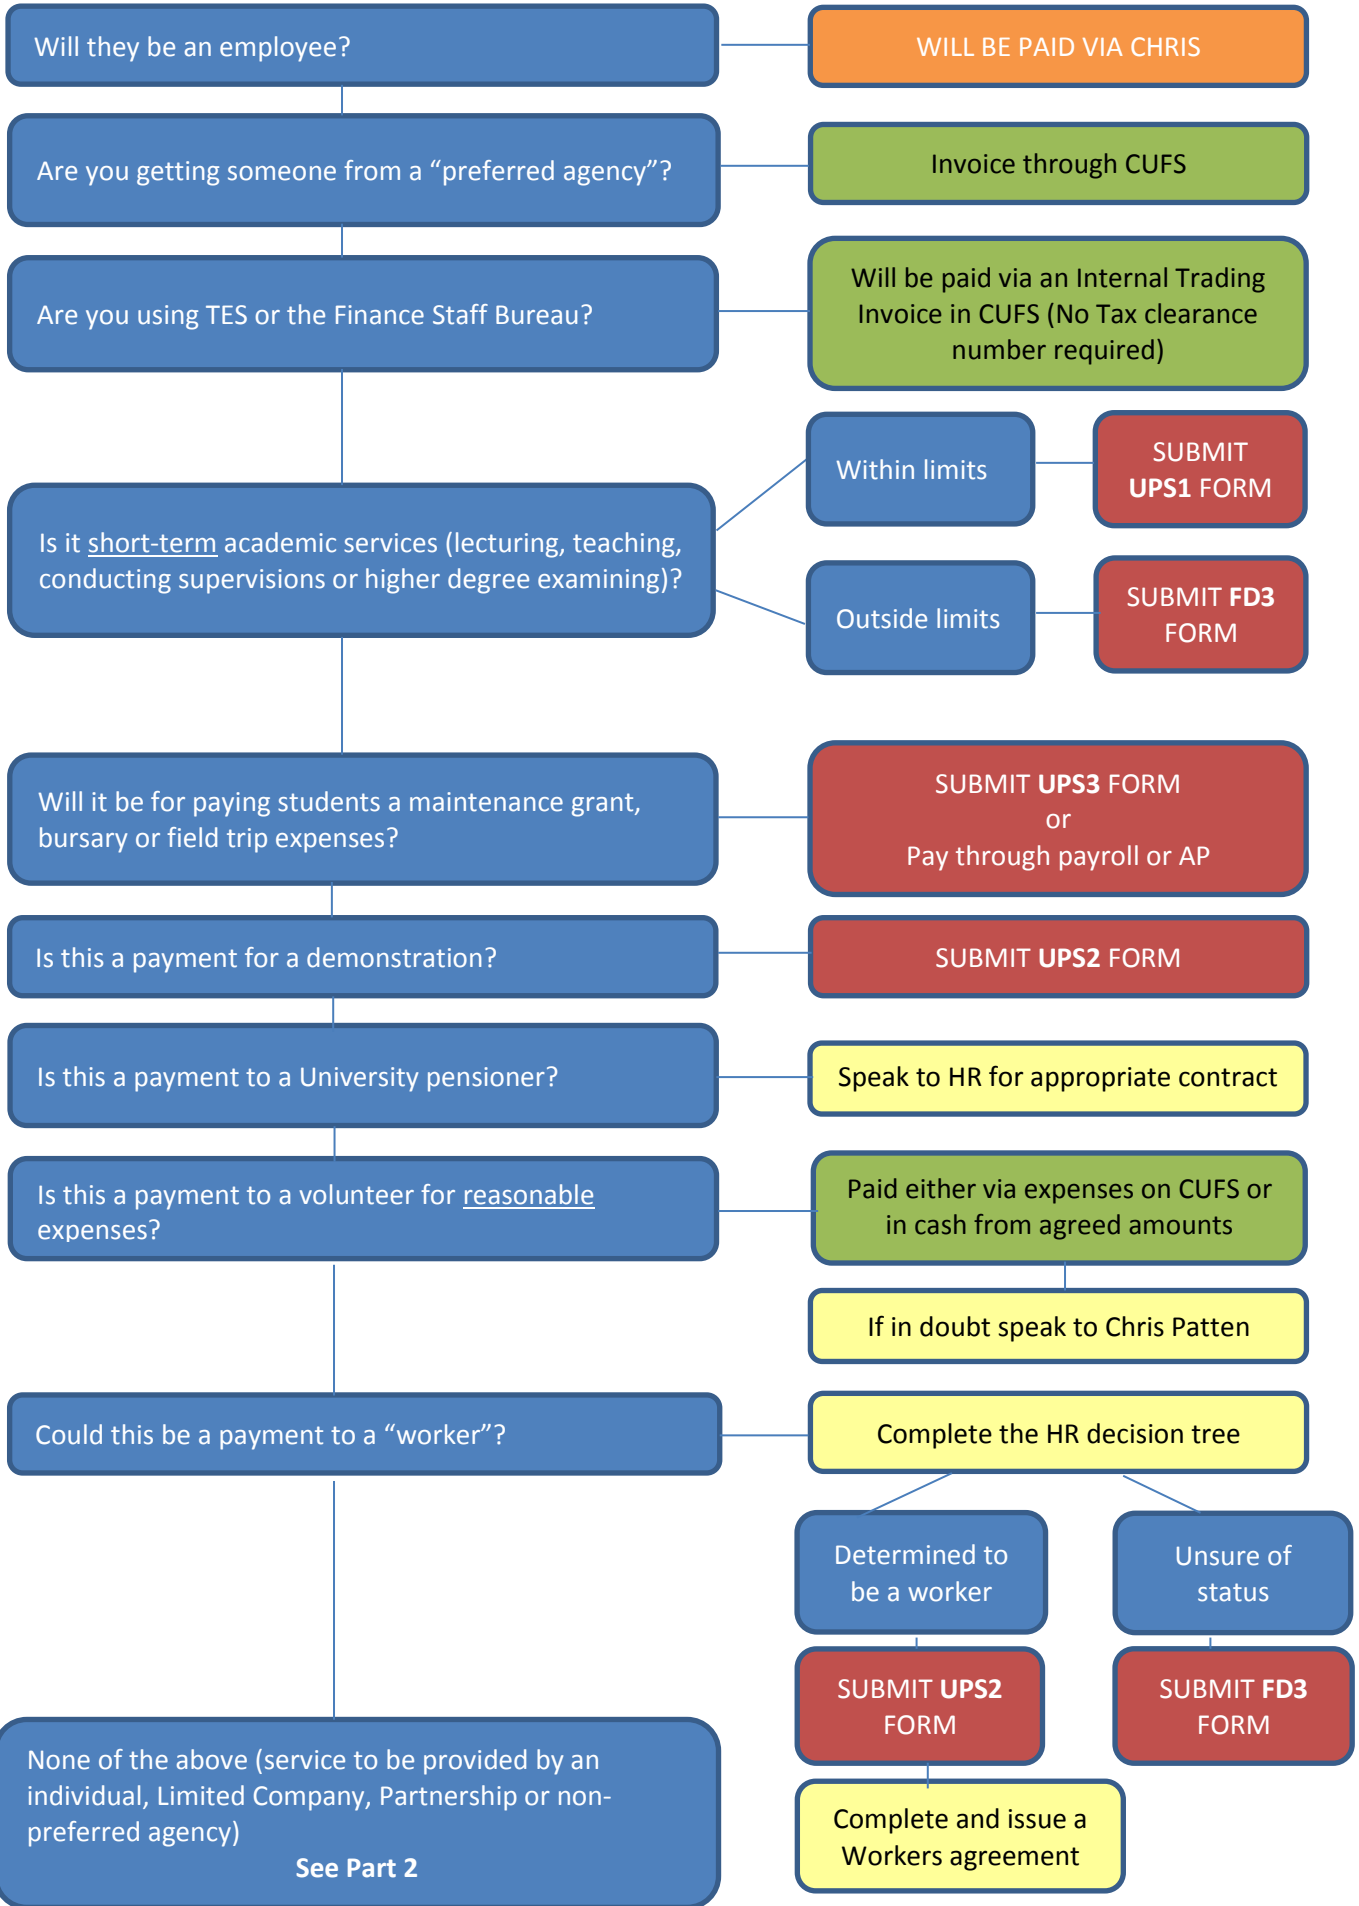 Will they be an employee?
WILL BE PAID VIA CHRIS
Are you getting someone from a “preferred agency”?
Invoice through CUFS
Are you using TES or the Finance Staff Bureau?
Will be paid via an Internal Trading
Invoice in CUFS (No Tax clearance
number required)
Is it short-term academic services (lecturing, teaching,
conducting supervisions or higher degree examining)?
Within limits
SUBMIT
UPS1 FORM
Outside limits
SUBMIT FD3
FORM
Will it be for paying students a maintenance grant,
bursary or field trip expenses?
SUBMIT UPS3 FORM
or
Pay through payroll or AP
Is this a payment for a demonstration?
SUBMIT UPS2 FORM
Is this a payment to a University pensioner?
Speak to HR for appropriate contract
Is this a payment to a volunteer for reasonable
expenses?
Paid either via expenses on CUFS or
in cash from agreed amounts
If in doubt speak to Chris Patten
Could this be a payment to a “worker”?
Complete the HR decision tree
Determined to
be a worker
Unsure of
status
SUBMIT UPS2
FORM
SUBMIT FD3
FORM
Complete and issue a
Workers agreement
None of the above (service to be provided by an
individual, Limited Company, Partnership or non-
preferred agency)
See Part 2